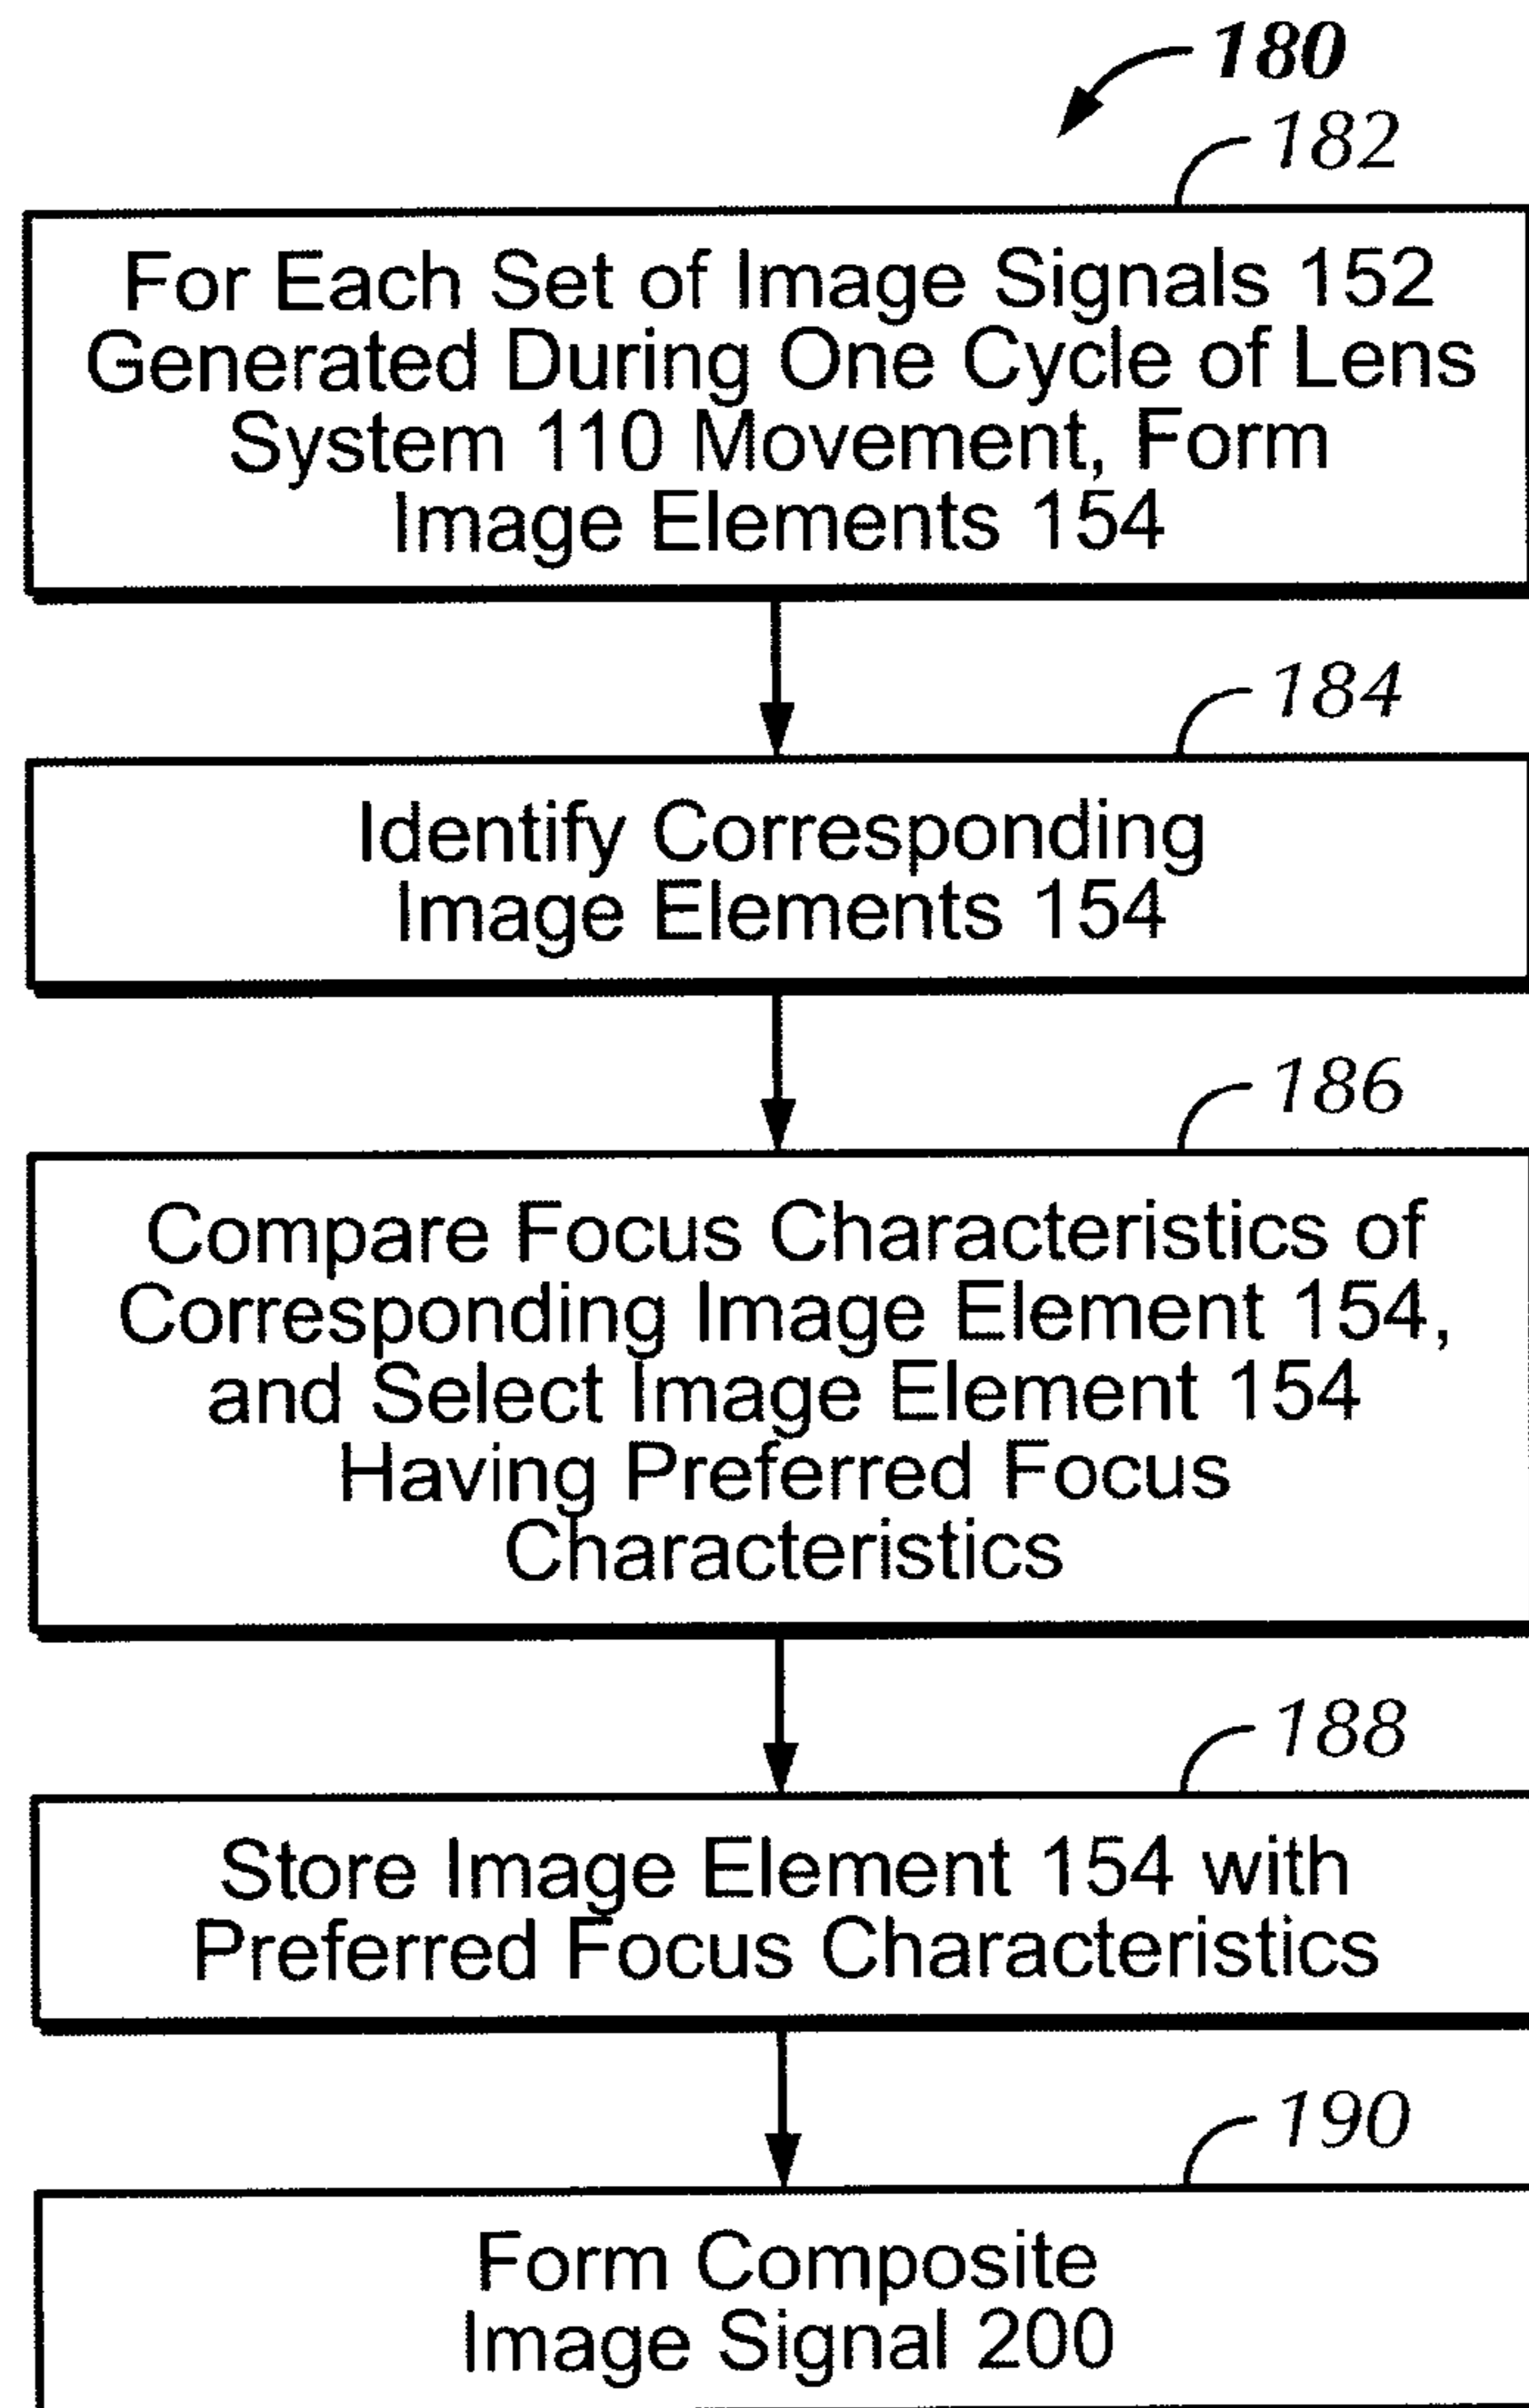 180
182
For Each Set of Image Signals 152
Generated During One Cycle of Lens
System 110 Movement, Form
Image Elements 154
184
Identify Corresponding
Image Elements 154
186
Compare Focus Characteristics of
Corresponding Image Element 154,
and Select Image Element 154
Having Preferred Focus
Characteristics
188
Store Image Element 154 with
Preferred Focus Characteristics
190
Form Composite
Image Signal 200